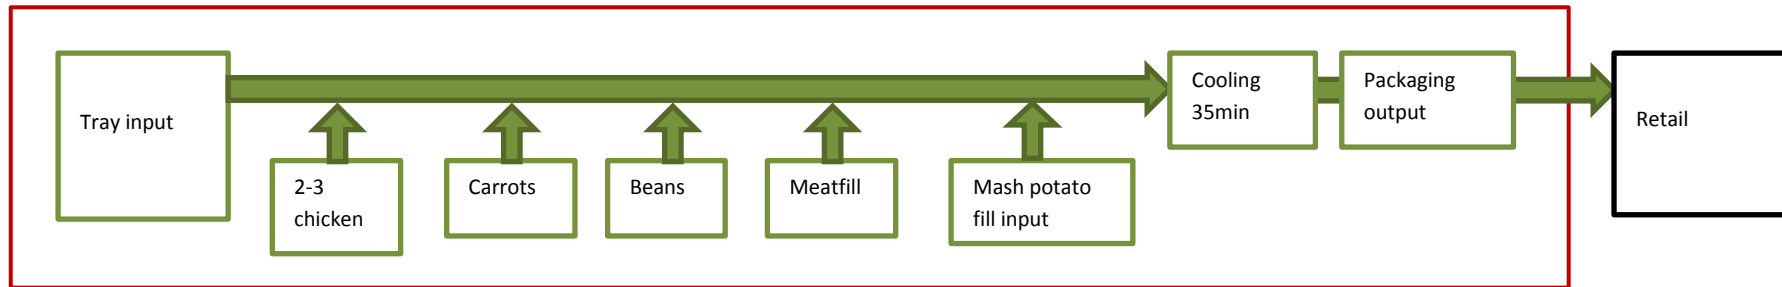 Tray input
2-3
chicken
Carrots
Beans
Meatfill
Mash potato
fill input
Cooling
35min
Packaging
output
Retail